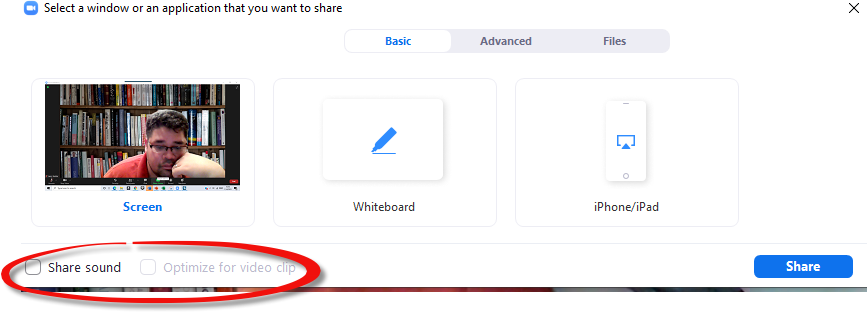 Select a window or an application that you want to share
Basic
Advanced
Files
Screen
Whiteboard
iPhone/iPad
Share sound
Optimize for video clip
Share